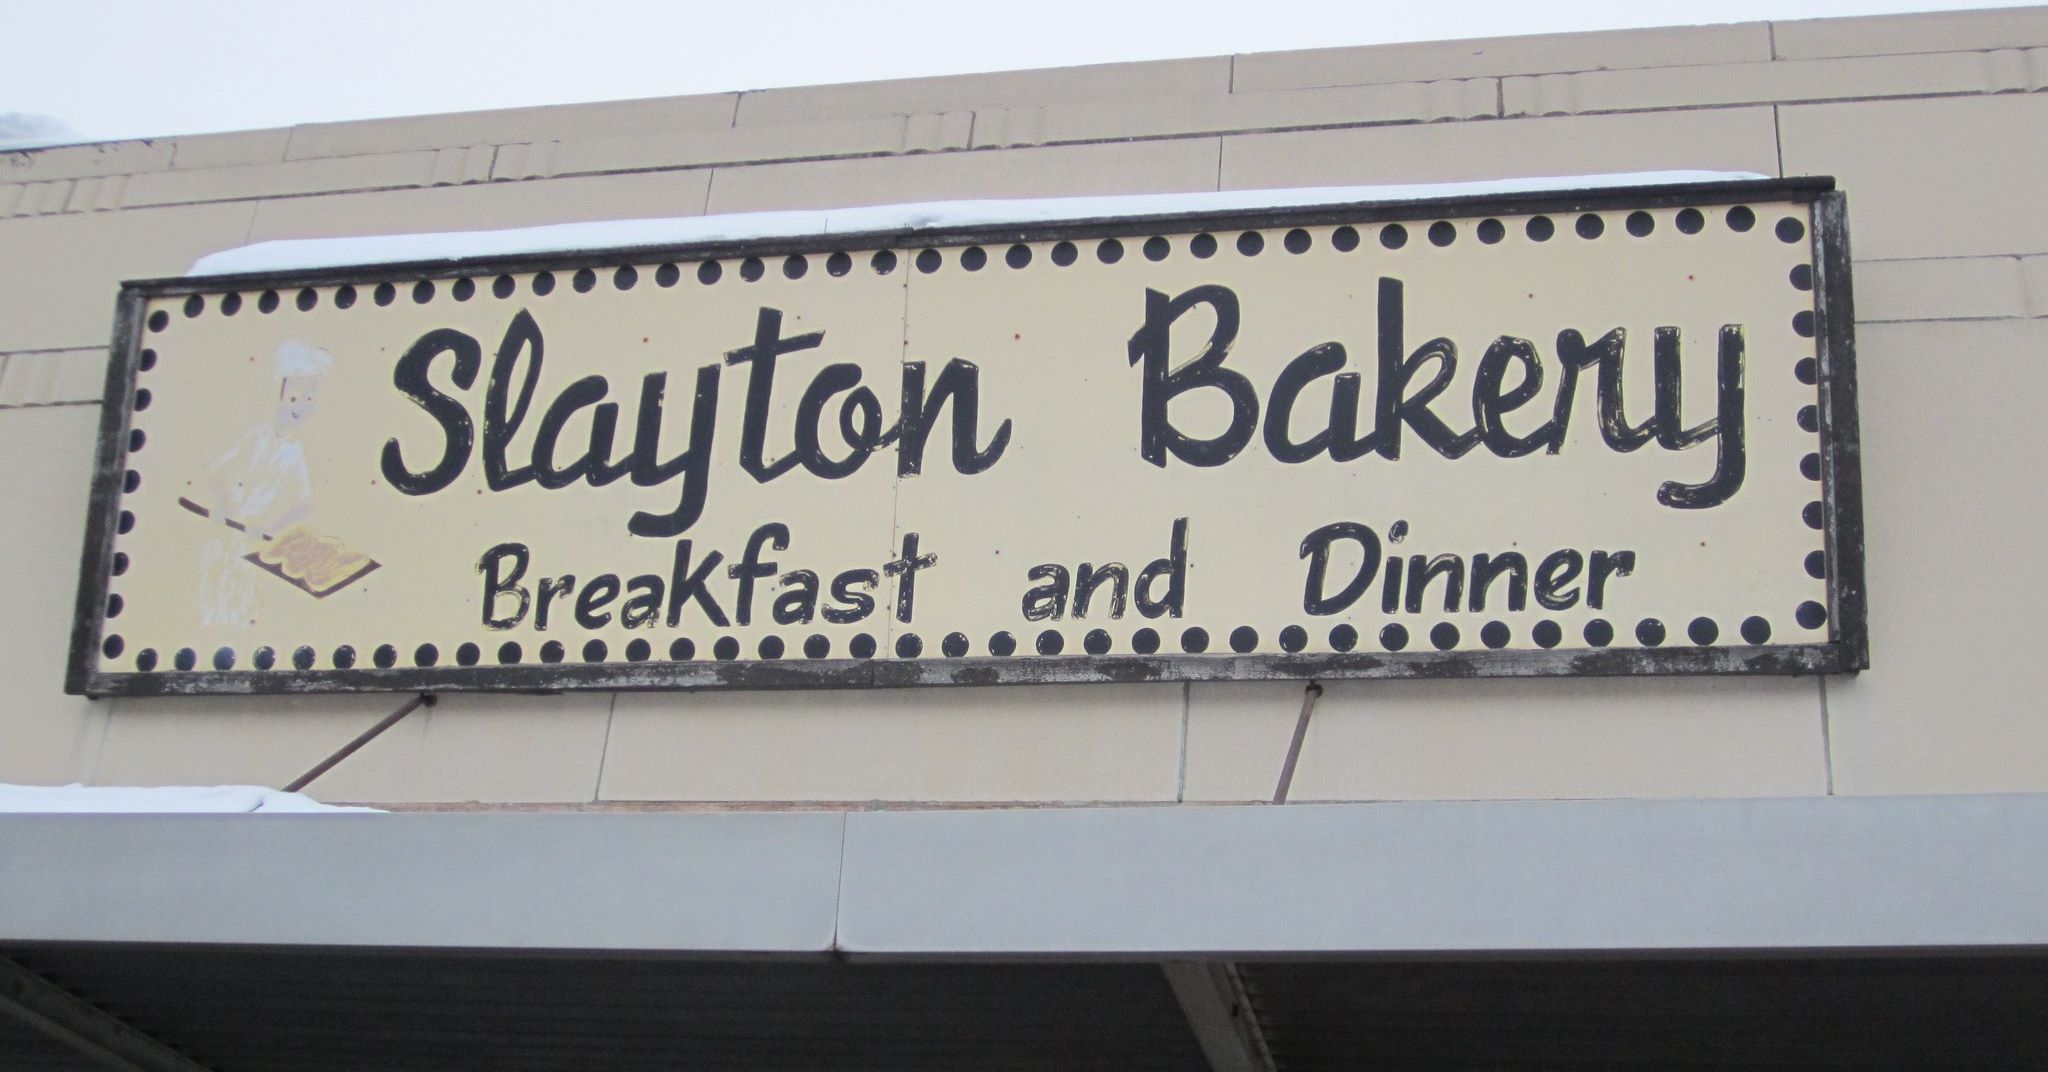 Slayton Bakery
Breakfast and Dinner